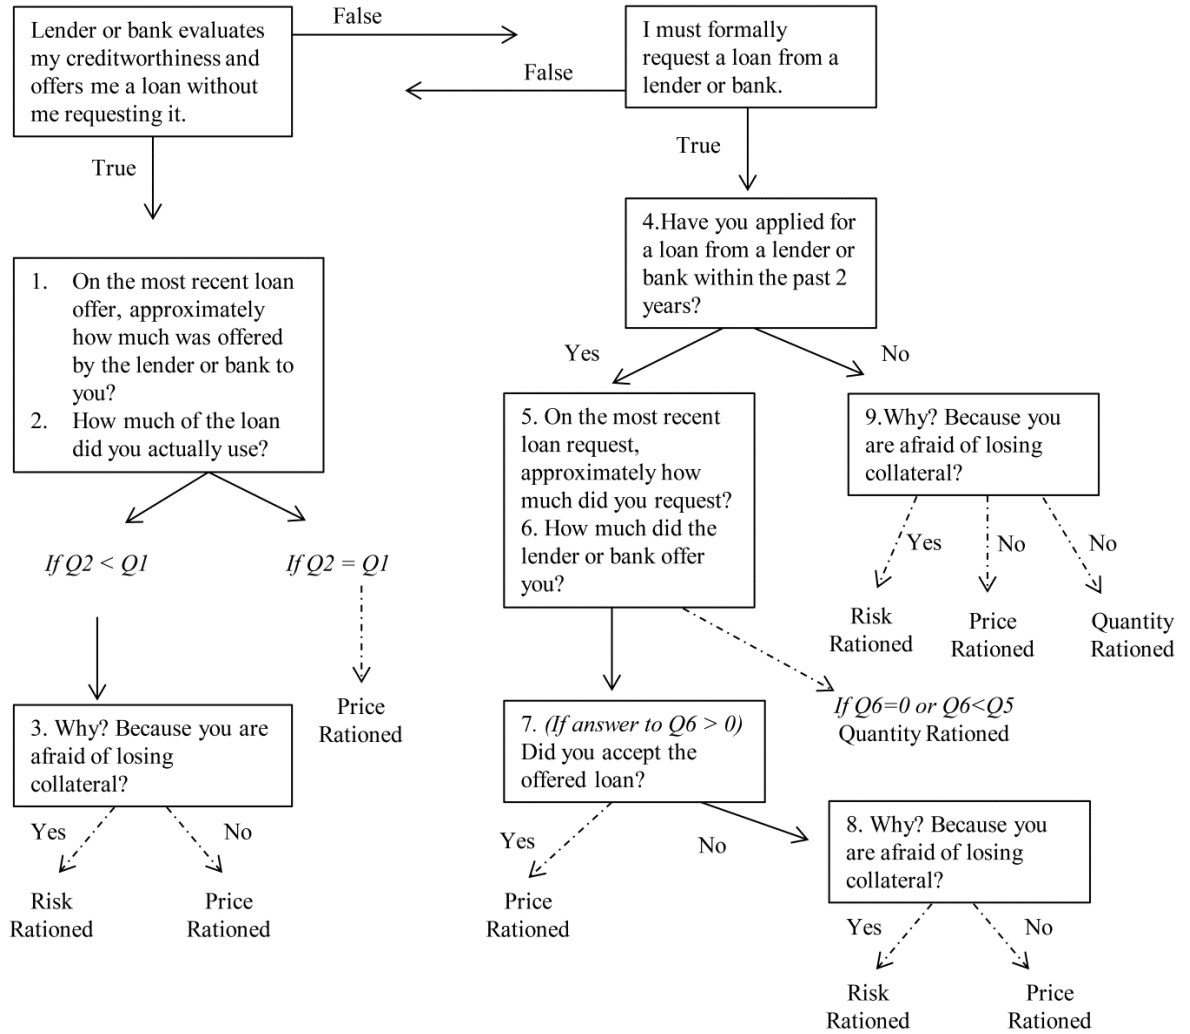 Lender or bank evaluates
my creditworthiness and
offers me a loan without
me requesting it.
False
False
I must formally
request a loan from a
lender or bank.
True
True
4.Have you applied for
a loan from a lender or
bank within the past 2
years?
Yes
No
1. On the most recent loan
offer, approximately
how much was offered
by the lender or bank to
you?
2. How much of the loan
did you actually use?
If Q2 < Q1
If Q2 = Q1
Price
Rationed
3. Why? Because you are
afraid of losing
collateral?
Yes
No
Risk
Rationed
Price
Rationed
5. On the most recent
loan request,
approximately how
much did you request?
6. How much did the
lender or bank offer
you?
9.Why? Because you
are afraid of losing
collateral?
Yes
No
No
Risk
Rationed
Price
Rationed
Quantity
Rationed
If Q6=0 or Q6<Q5
Quantity Rationed
7. (If answer to Q6 > 0)
Did you accept the
offered loan?
Yes
No
Price
Rationed
8. Why? Because you
are afraid of losing
collateral?
Yes
No
Risk
Rationed
Price
Rationed